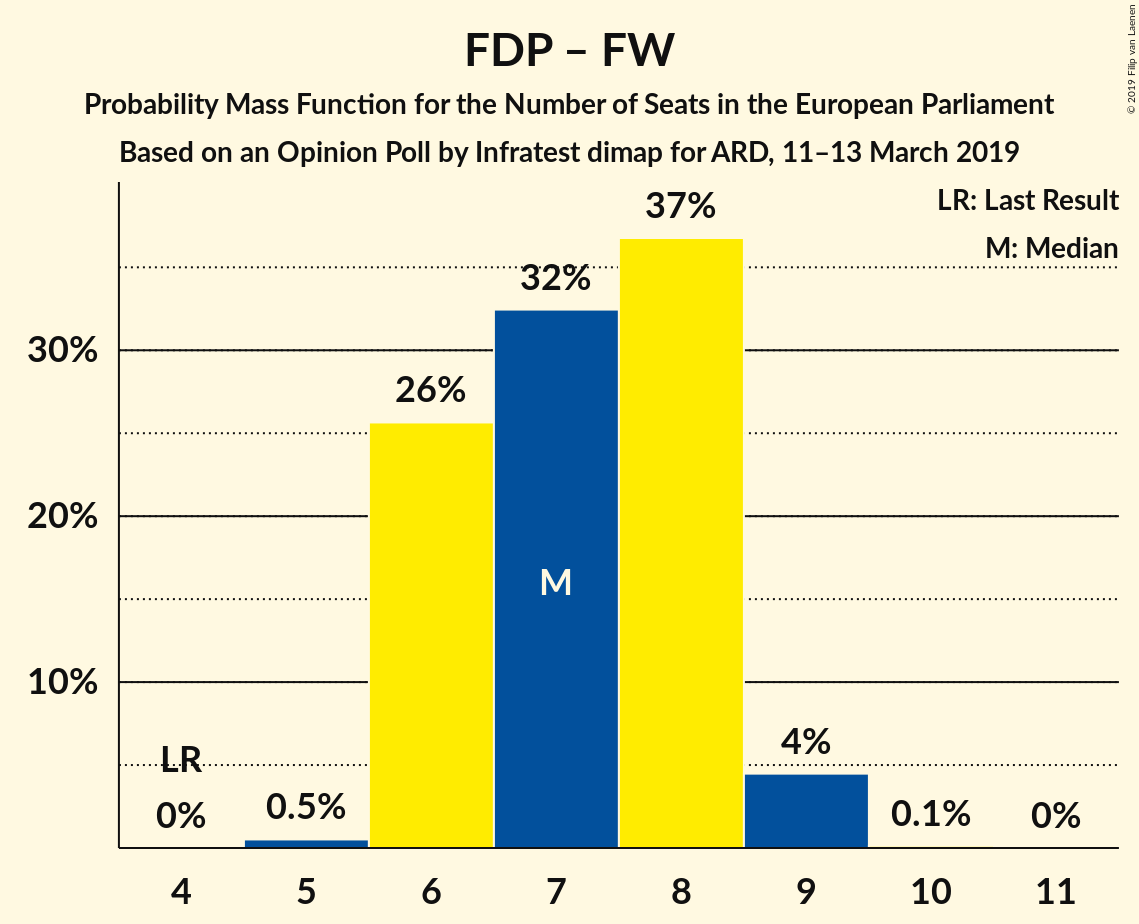 FDP – FW
Probability Mass Function for the Number of Seats in the European Parliament
Based on an Opinion Poll by Infratest dimap for ARD, 11–13 March 2019
© 2019 Filip van Laenen
LR: Last Result
M: Median
37%
32%
30%
26%
20%
M
10%
4%
LR
0.5%
0%
0.1%
0%
4 5 6 7 8 9 10 11